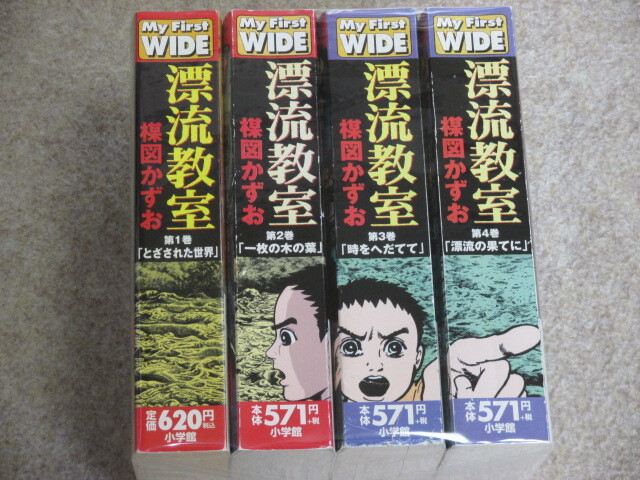 My First
WIDE
漂流教室
楳図かずお
第1巻
「とざされた世界」
定価620円税込
小学館
My First
WIDE
漂流教室
楳図かずお
第2巻
「一枚の木の葉」
本体571円+税
小学館
My First
WIDE
漂流教室
楳図かずお
第3巻
「時をへだてて」
本体571円+税
小学館
My First
WIDE
漂流教室
楳図かずお
第4巻
「漂流の果てに」
本体571円+税
小学館